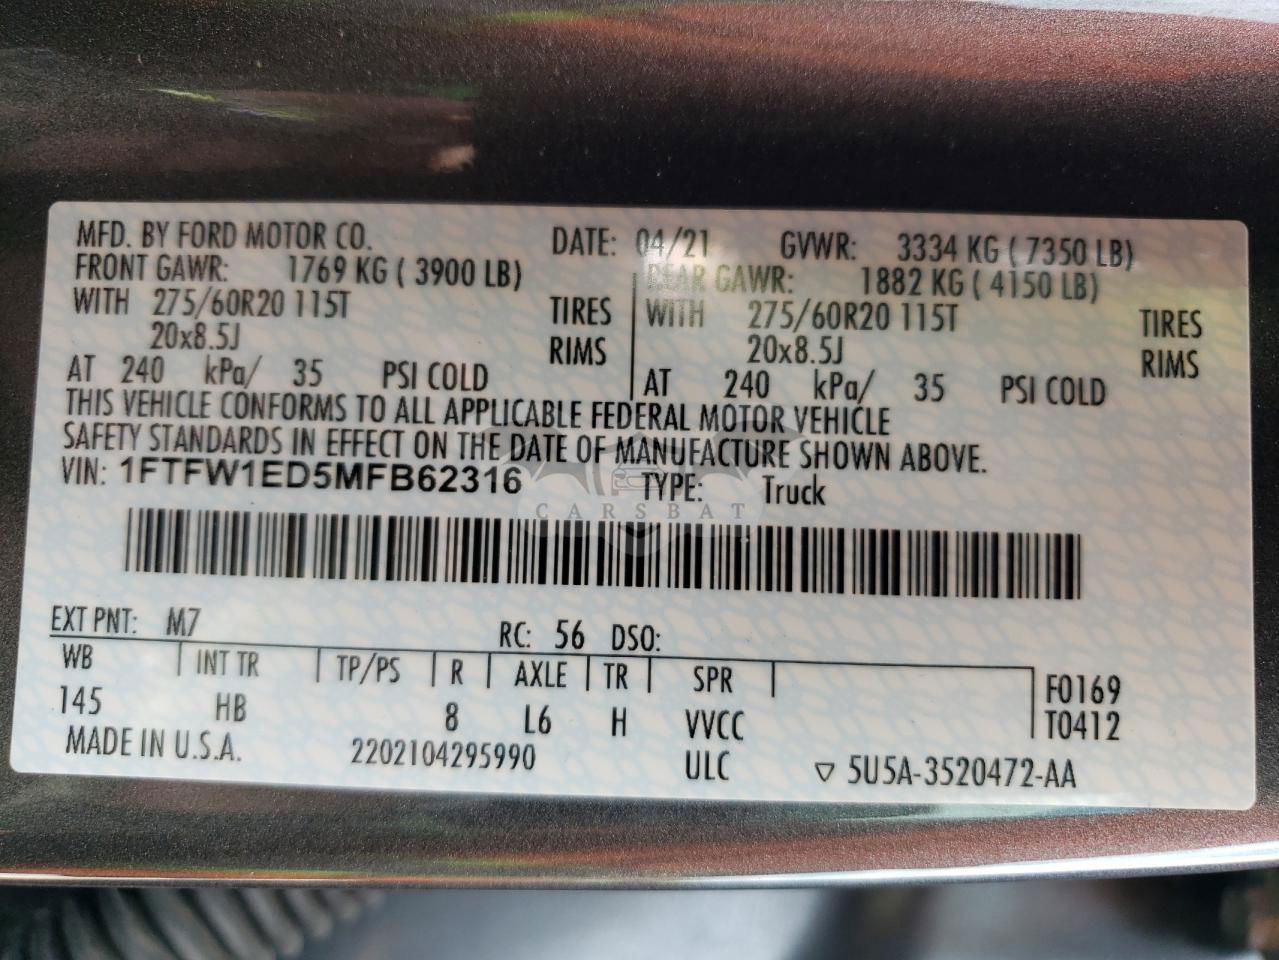 MFD. BY FORD MOTOR CO. DATE: 04/21 GVWR: 3334 KG ( 7350 LB)
FRONT GAWR: 1769 KG ( 3900 LB) REAR GAWR: 1882 KG ( 4150 LB)
WITH 275/60R20 115T TIRES WITH 275/60R20 115T TIRES
20x8.5J RIMS 20x8.5J RIMS
AT 240 kPa/ 35 PSI COLD AT 240 kPa/ 35 PSI COLD
THIS VEHICLE CONFORMS TO ALL APPLICABLE FEDERAL MOTOR VEHICLE
SAFETY STANDARDS IN EFFECT ON THE DATE OF MANUFACTURE SHOWN ABOVE.
VIN: 1FTFW1ED5MFB62316 TYPE: Truck
CARSBAT
EXT PNT: M7 RC: 56 DSO:
WB INT TR TP/PS R AXLE TR SPR F0169
145 HB 8 L6 H VVCC T0412
MADE IN U.S.A. 2202104295990 ULC ▽ 5U5A-3520472-AA